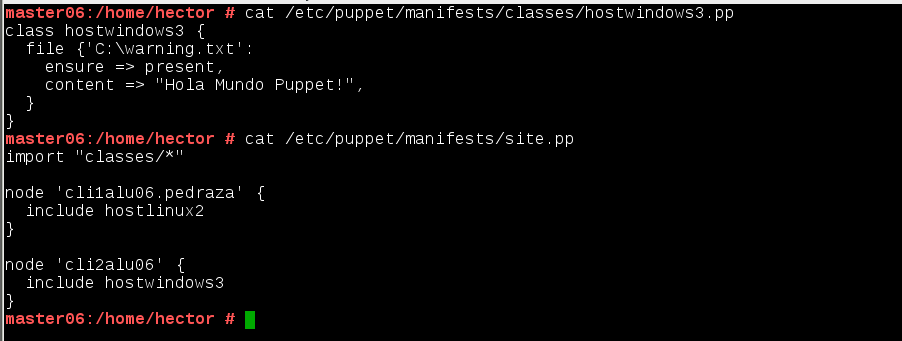 master06:/home/hector # cat /etc/puppet/manifests/classes/hostwindows3.pp
class hostwindows3 {
  file {'C:\warning.txt':
    ensure => present,
    content => "Hola Mundo Puppet!",
  }
}
master06:/home/hector # cat /etc/puppet/manifests/site.pp
import "classes/*"

node 'cli1alu06.pedraza' {
  include hostlinux2
}

node 'cli2alu06' {
  include hostwindows3
}
master06:/home/hector #